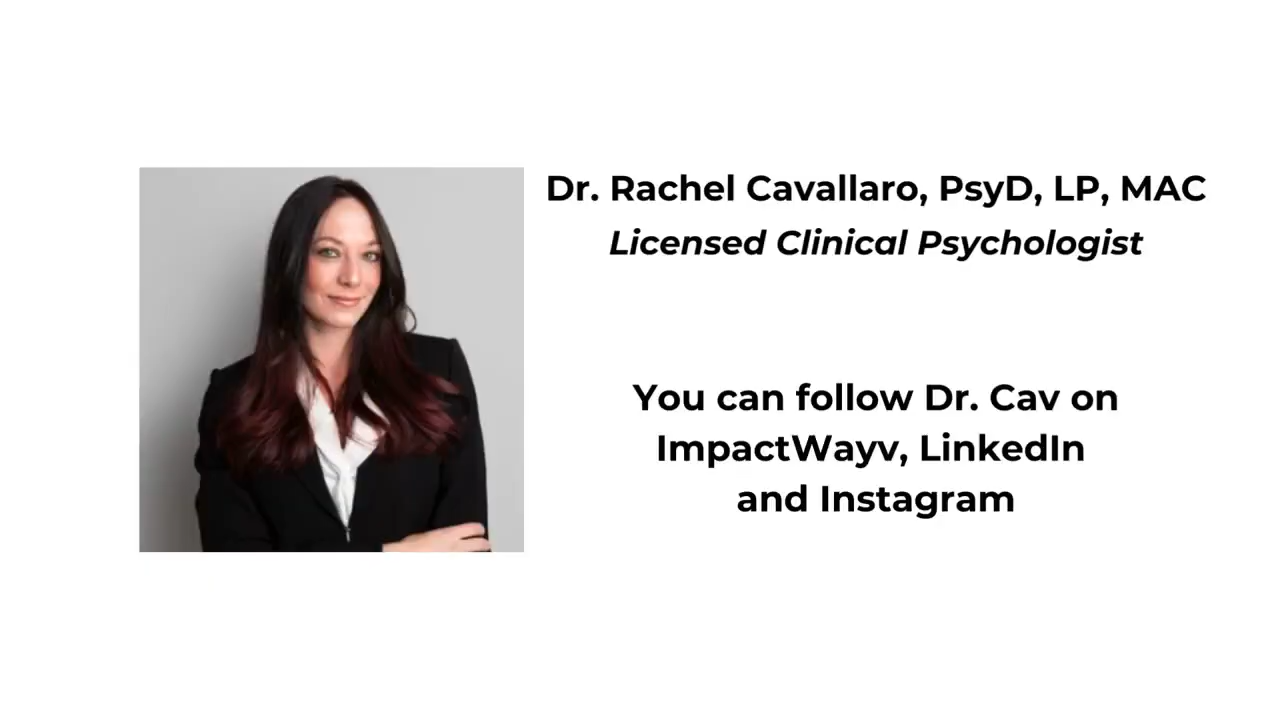 Dr. Rachel Cavallaro, PsyD, LP, MAC
Licensed Clinical Psychologist
You can follow Dr. Cav on
ImpactWayv, LinkedIn
and Instagram